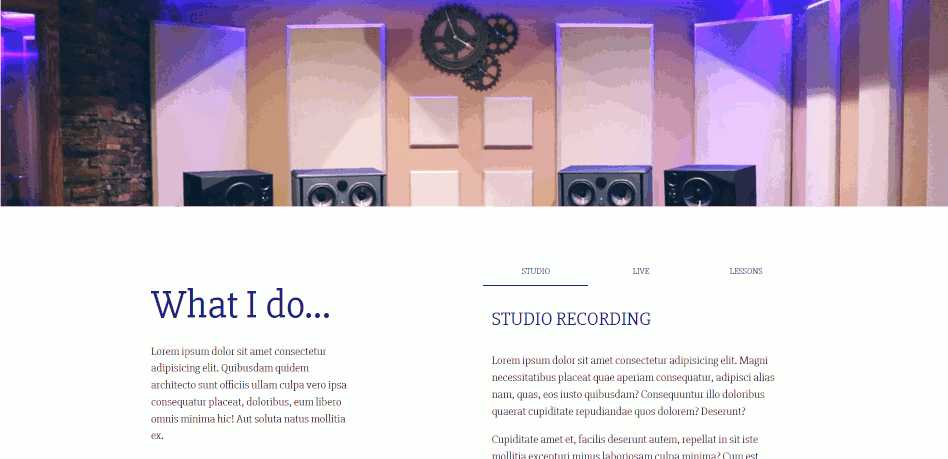 STUDIO LIVE LESSONS
What I do...
Lorem ipsum dolor sit amet consectetur
adipisicing elit. Quibusdam quidem
architecto sunt officiis ullam culpa vero ipsa
consequatur placeat, doloribus, eum libero
omnis minima hic! Aut soluta natus mollitia
ex.
STUDIO RECORDING
Lorem ipsum dolor sit amet consectetur adipisicing elit. Magni
necessitatibus placeat quae aperiam consequatur, adipisci alias
nam, quas, eos iusto quibusdam? Consequuntur illo doloribus
quaerat cupiditate repudiandae quos dolorem? Deserunt?
Cupiditate amet et, facilis deserunt autem, repellat in sit iste
mollitia excepturi minus laboriosam culpa minima? Cum est